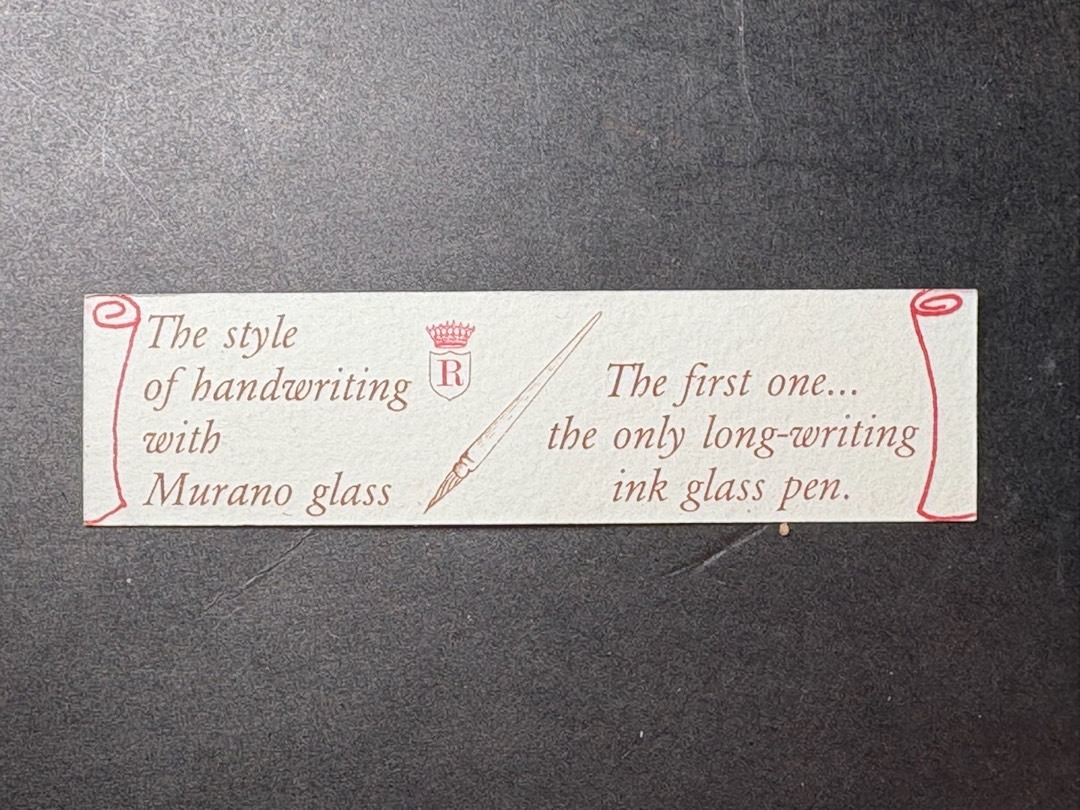 The style
of handwriting
with
Murano glass
R
The first one...
the only long-writing
ink glass pen.